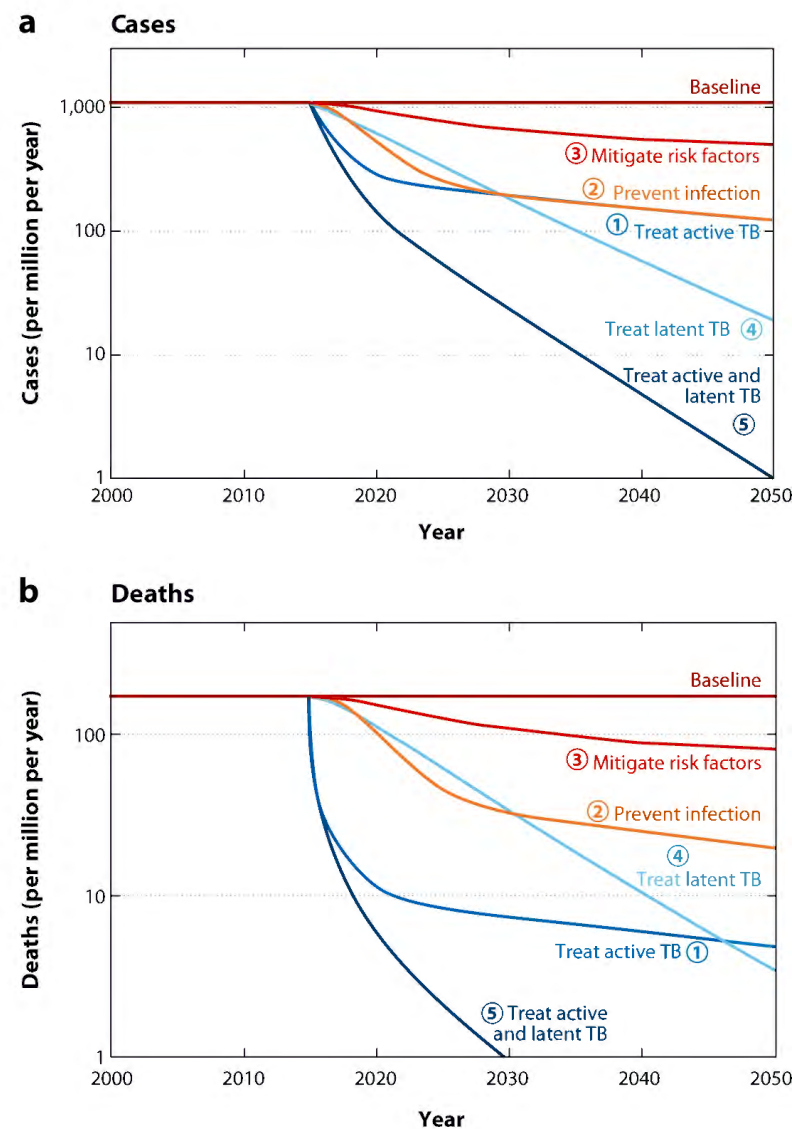 a Cases
Cases (per million per year)
1,000
100
10
1
Baseline
③ Mitigate risk factors
② Prevent infection
① Treat active TB
Treat latent TB ④
Treat active and
latent TB
⑤
2000 2010 2020 2030 2040 2050
Year
b Deaths
Deaths (per million per year)
100
10
1
Baseline
③ Mitigate risk factors
② Prevent infection
④
Treat latent TB
Treat active TB ①
⑤ Treat active
and latent TB
2000 2010 2020 2030 2040 2050
Year